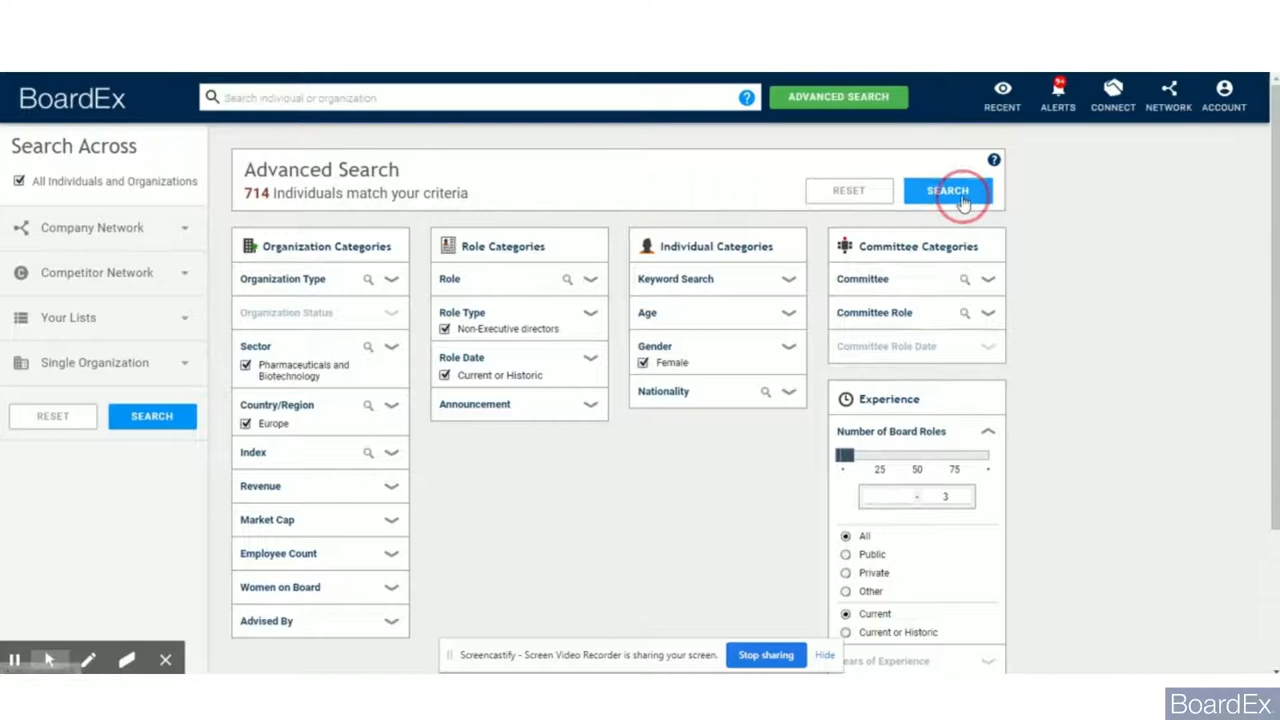 BoardEx
Search individual or organization
?
ADVANCED SEARCH
RECENT
9+
ALERTS
CONNECT
NETWORK
ACCOUNT
Search Across
All Individuals and Organizations
Company Network
Competitor Network
Your Lists
Single Organization
RESET
SEARCH
Advanced Search
714 Individuals match your criteria
?
RESET
SEARCH
Organization Categories
Organization Type
Organization Status
Sector
Pharmaceuticals and
Biotechnology
Country/Region
Europe
Index
Revenue
Market Cap
Employee Count
Women on Board
Advised By
Role Categories
Role
Role Type
Non-Executive directors
Role Date
Current or Historic
Announcement
Individual Categories
Keyword Search
Age
Gender
Female
Nationality
Committee Categories
Committee
Committee Role
Committee Role Date
Experience
Number of Board Roles
25 50 75
- 3
All
Public
Private
Other
Current
Current or Historic
ears of Experience
Screencastify - Screen Video Recorder is sharing your screen.
Stop sharing
Hide
BoardEx